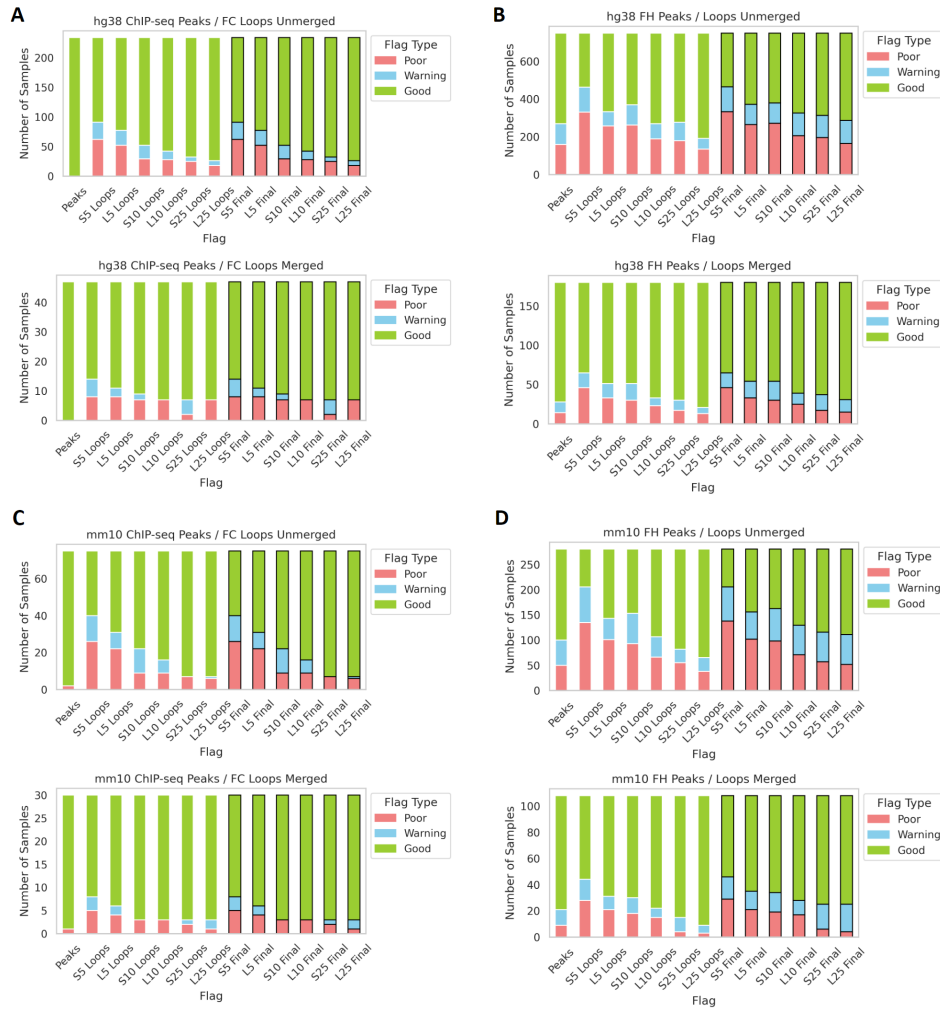 A
hg38 ChIP-seq Peaks / FC Loops Unmerged
Number of Samples
200
150
100
50
0
Peaks
S5 Loops
L5 Loops
S10 Loops
L10 Loops
S25 Loops
L25 Loops
S5 Final
L5 Final
S10 Final
L10 Final
S25 Final
L25 Final
Flag
Flag Type
Poor
Warning
Good
hg38 ChIP-seq Peaks / FC Loops Merged
Number of Samples
40
30
20
10
0
Peaks
S5 Loops
L5 Loops
S10 Loops
L10 Loops
S25 Loops
L25 Loops
S5 Final
L5 Final
S10 Final
L10 Final
S25 Final
L25 Final
Flag
Flag Type
Poor
Warning
Good
B
hg38 FH Peaks / Loops Unmerged
Number of Samples
600
400
200
0
Peaks
S5 Loops
L5 Loops
S10 Loops
L10 Loops
S25 Loops
L25 Loops
S5 Final
L5 Final
S10 Final
L10 Final
S25 Final
L25 Final
Flag
Flag Type
Poor
Warning
Good
hg38 FH Peaks / Loops Merged
Number of Samples
150
100
50
0
Peaks
S5 Loops
L5 Loops
S10 Loops
L10 Loops
S25 Loops
L25 Loops
S5 Final
L5 Final
S10 Final
L10 Final
S25 Final
L25 Final
Flag
Flag Type
Poor
Warning
Good
C
mm10 ChIP-seq Peaks / FC Loops Unmerged
Number of Samples
60
40
20
0
Peaks
S5 Loops
L5 Loops
S10 Loops
L10 Loops
S25 Loops
L25 Loops
S5 Final
L5 Final
S10 Final
L10 Final
S25 Final
L25 Final
Flag
Flag Type
Poor
Warning
Good
mm10 ChIP-seq Peaks / FC Loops Merged
Number of Samples
30
25
20
15
10
5
0
Peaks
S5 Loops
L5 Loops
S10 Loops
L10 Loops
S25 Loops
L25 Loops
S5 Final
L5 Final
S10 Final
L10 Final
S25 Final
L25 Final
Flag
Flag Type
Poor
Warning
Good
D
mm10 FH Peaks / Loops Unmerged
Number of Samples
250
200
150
100
50
0
Peaks
S5 Loops
L5 Loops
S10 Loops
L10 Loops
S25 Loops
L25 Loops
S5 Final
L5 Final
S10 Final
L10 Final
S25 Final
L25 Final
Flag
Flag Type
Poor
Warning
Good
mm10 FH Peaks / Loops Merged
Number of Samples
100
80
60
40
20
0
Peaks
S5 Loops
L5 Loops
S10 Loops
L10 Loops
S25 Loops
L25 Loops
S5 Final
L5 Final
S10 Final
L10 Final
S25 Final
L25 Final
Flag
Flag Type
Poor
Warning
Good